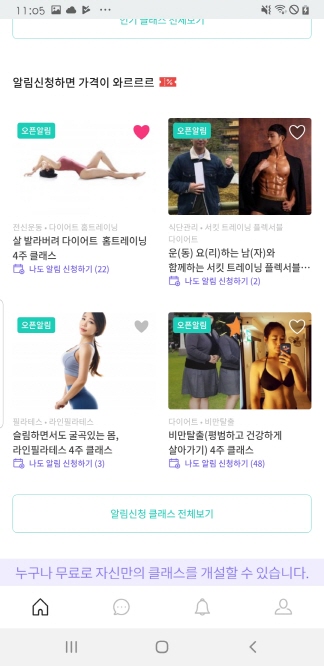 11:05
인기 클래스 전체보기
알림신청하면 가격이 와르르르
오픈알림
오픈알림
전신운동 • 다이어트 홈트레이닝
살 발라버려 다이어트 홈트레이닝
4주 클래스
나도 알림 신청하기 (22)
식단관리 • 서킷 트레이닝 플렉서블
다이어트
운(동) 요(리)하는 남(자)와
함께하는 서킷 트레이닝 플렉서블...
나도 알림 신청하기 (2)
오픈알림
오픈알림
필라테스 • 라인필라테스
슬림하면서도 굴곡있는 몸,
라인필라테스 4주 클래스
나도 알림 신청하기 (3)
다이어트 • 비만탈출
비만탈출(평범하고 건강하게
살아가기) 4주 클래스
나도 알림 신청하기 (48)
알림신청 클래스 전체보기
누구나 무료로 자신만의 클래스를 개설할 수 있습니다.